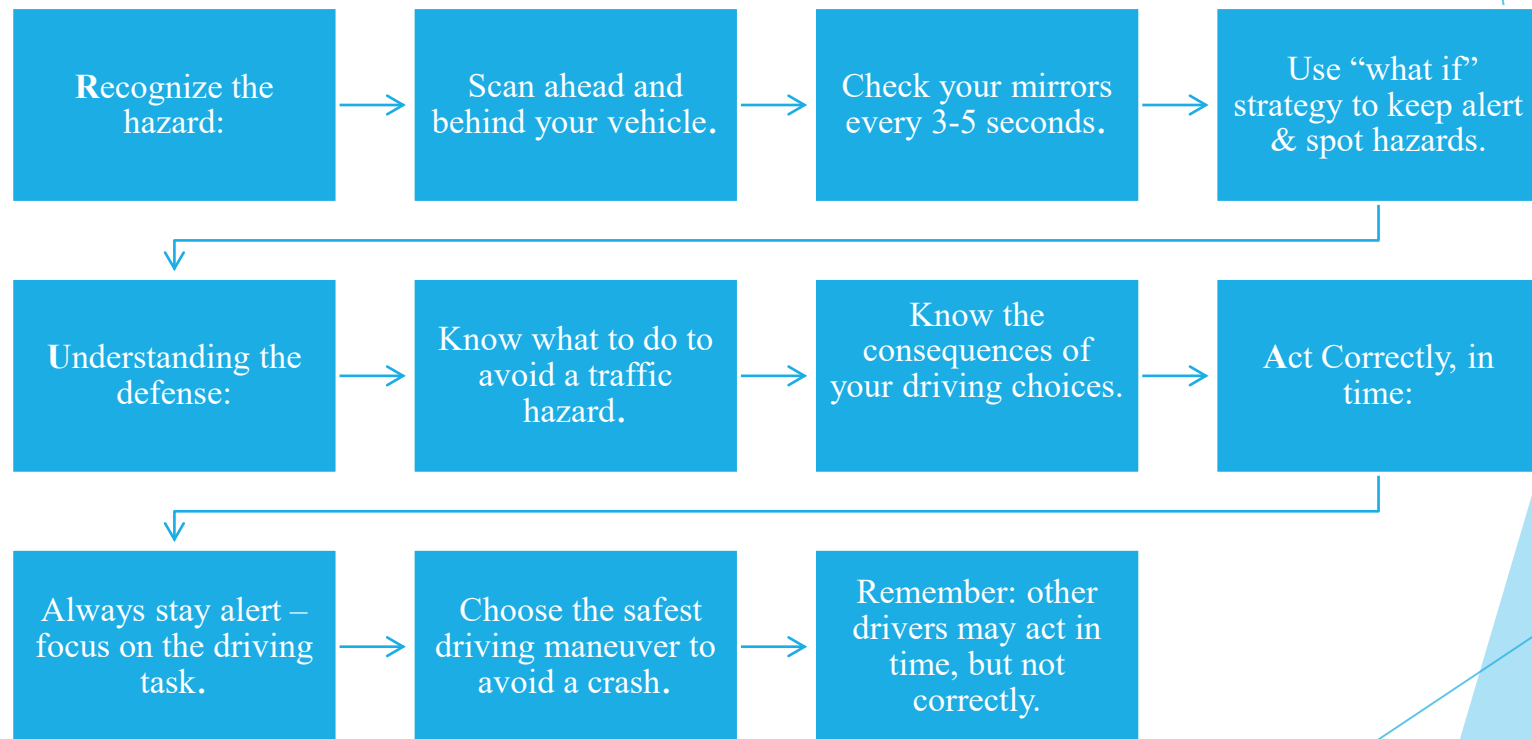 Recognize the
hazard:
Scan ahead and
behind your vehicle.
Check your mirrors
every 3-5 seconds.
Use “what if”
strategy to keep alert
& spot hazards.
Understanding the
defense:
Know what to do to
avoid a traffic
hazard.
Know the
consequences of
your driving choices.
Act Correctly, in
time:
Always stay alert –
focus on the driving
task.
Choose the safest
driving maneuver to
avoid a crash.
Remember: other
drivers may act in
time, but not
correctly.